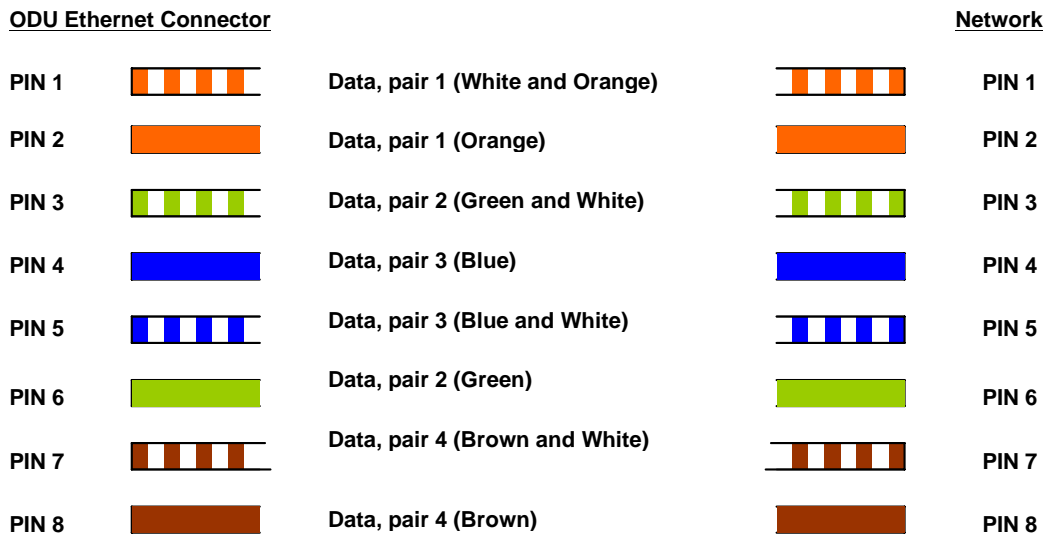 ODU Ethernet Connector Network
PIN 1 Data, pair 1 (White and Orange) PIN 1
PIN 2 Data, pair 1 (Orange) PIN 2
PIN 3 Data, pair 2 (Green and White) PIN 3
PIN 4 Data, pair 3 (Blue) PIN 4
PIN 5 Data, pair 3 (Blue and White) PIN 5
PIN 6 Data, pair 2 (Green) PIN 6
PIN 7 Data, pair 4 (Brown and White) PIN 7
PIN 8 Data, pair 4 (Brown) PIN 8